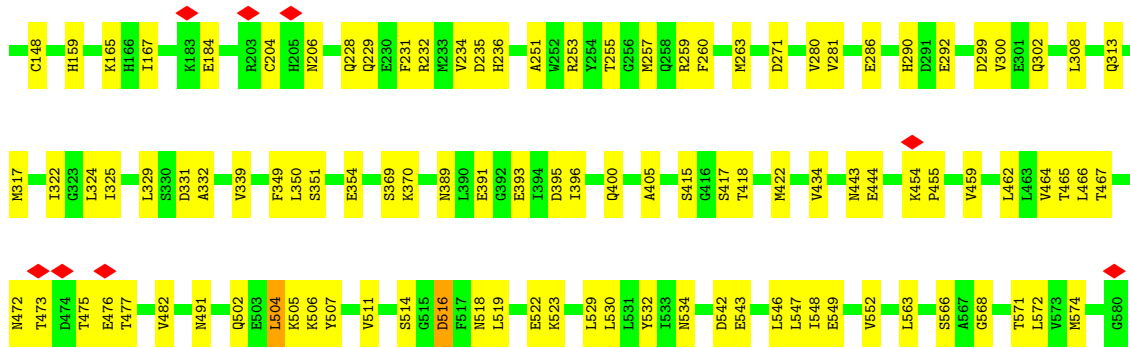 C148 H159 K165 H166 I167 K183 E184 R203 C204 H205 N206 Q228 Q229 E230 F231 R232 M233 V234 D235 H236 A251 W252 R253 Y254 T255 G256 M257 Q258 R259 F260 M263 D271 V280 V281 E286 H290 D291 E292 D299 V300 E301 Q302 L308 Q313
M317 I322 G323 L324 I325 L329 S330 D331 A332 V339 F349 L350 S351 E354 S369 K370 N389 L390 E391 G392 E393 I394 D395 I396 Q400 A405 S415 G416 S417 T418 M422 V434 N443 E444 K454 P455 V459 L462 L463 V464 T465 L466 T467
N472 T473 D474 T475 E476 T477 V482 N491 Q502 E503 L504 K505 K506 Y507 V511 S514 G515 D516 F517 N518 L519 E522 K523 L529 L530 L531 Y532 I533 N534 D542 E543 L546 L547 I548 E549 V552 L563 S566 A567 G568 T571 L572 V573 M574 G580